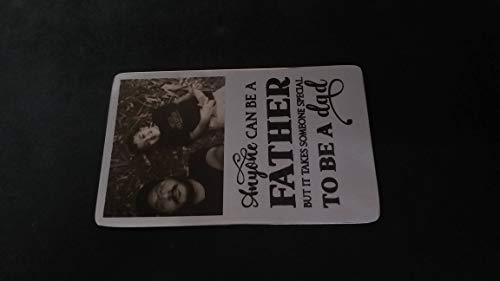 Anyone CAN BE A
FATHER
BUT IT TAKES SOMEONE SPECIAL
TO BE A dad